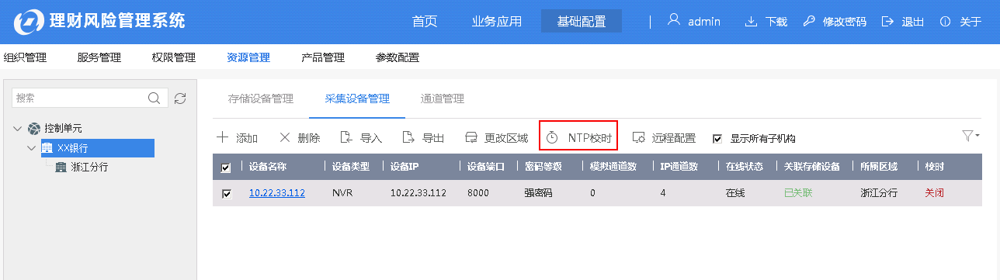 理财风险管理系统 首页 业务应用 基础配置 admin 下载 修改密码 退出 关于
组织管理 服务管理 权限管理 资源管理 产品管理 参数配置
搜索
控制单元
XX银行
浙江分行
存储设备管理 采集设备管理 通道管理
添加 删除 导入 导出 更改区域 NTP校时 远程配置 显示所有子机构
设备名称 设备类型 设备IP 设备端口 密码等级 模拟通道数 IP通道数 在线状态 关联存储设备 所属区域 校时
10.22.33.112 NVR 10.22.33.112 8000 强密码 0 4 在线 已关联 浙江分行 关闭